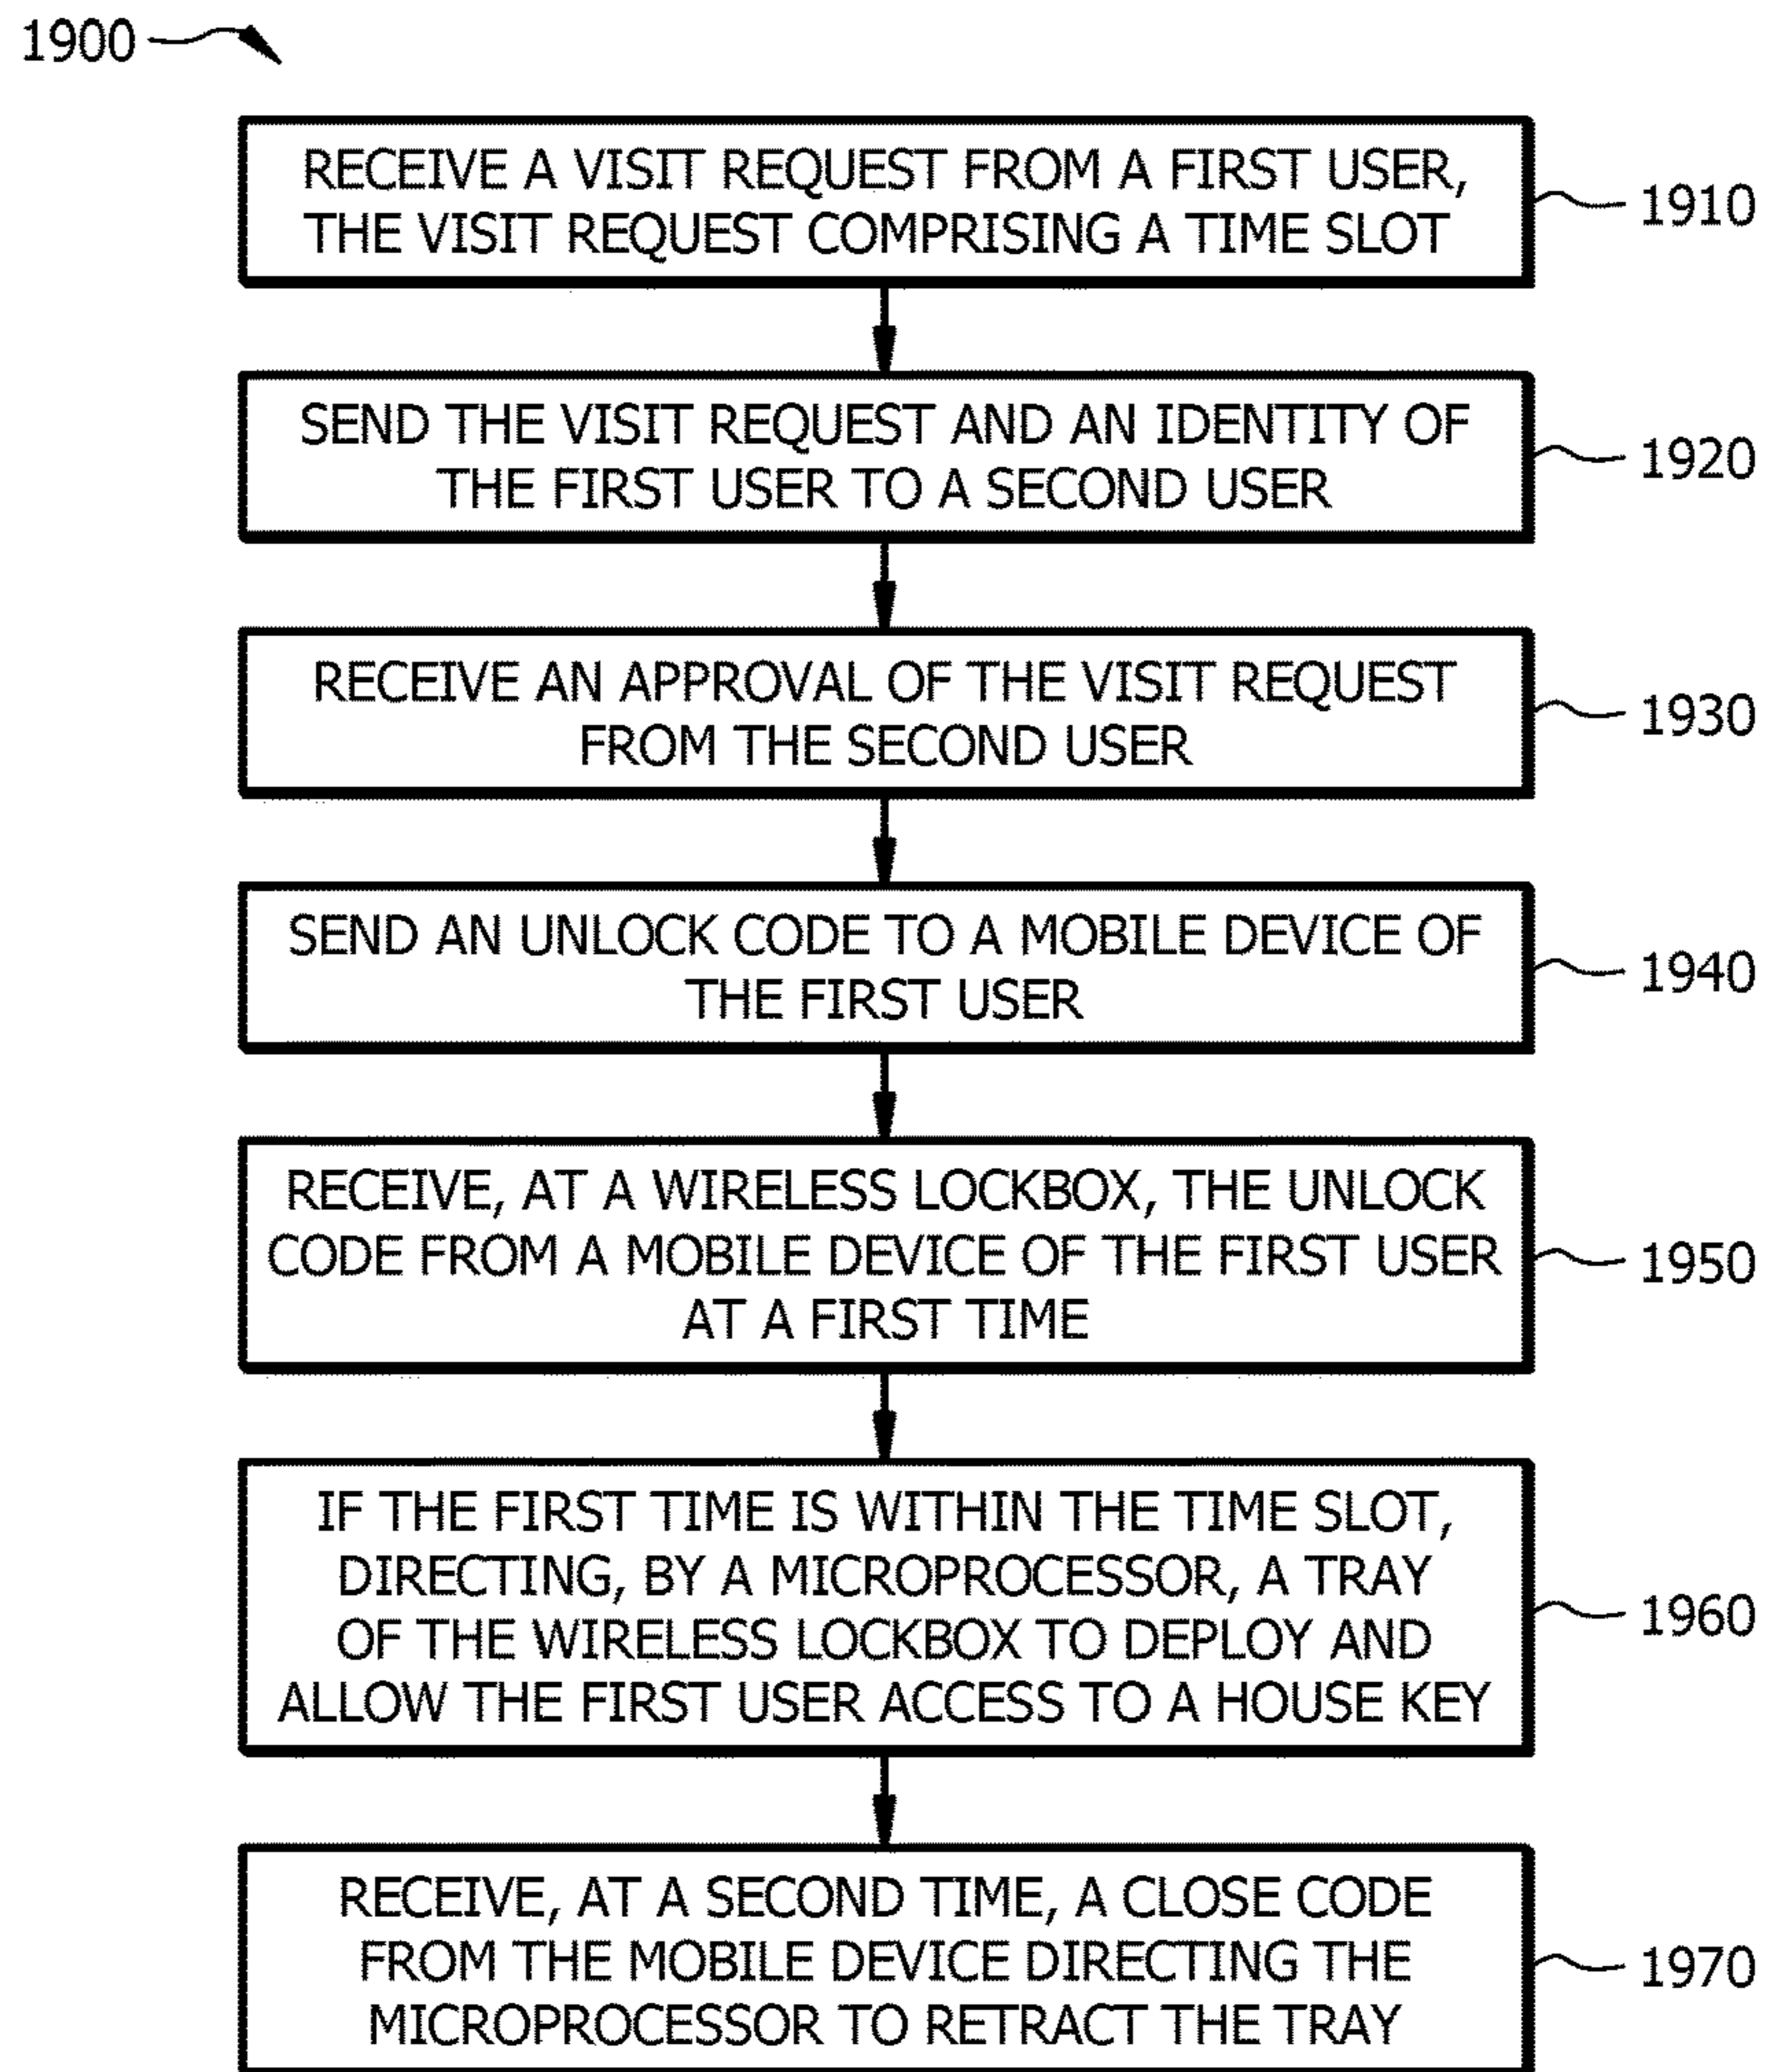 1900
RECEIVE A VISIT REQUEST FROM A FIRST USER,
THE VISIT REQUEST COMPRISING A TIME SLOT
1910
SEND THE VISIT REQUEST AND AN IDENTITY OF
THE FIRST USER TO A SECOND USER
1920
RECEIVE AN APPROVAL OF THE VISIT REQUEST
FROM THE SECOND USER
1930
SEND AN UNLOCK CODE TO A MOBILE DEVICE OF
THE FIRST USER
1940
RECEIVE, AT A WIRELESS LOCKBOX, THE UNLOCK
CODE FROM A MOBILE DEVICE OF THE FIRST USER
AT A FIRST TIME
1950
IF THE FIRST TIME IS WITHIN THE TIME SLOT,
DIRECTING, BY A MICROPROCESSOR, A TRAY
OF THE WIRELESS LOCKBOX TO DEPLOY AND
ALLOW THE FIRST USER ACCESS TO A HOUSE KEY
1960
RECEIVE, AT A SECOND TIME, A CLOSE CODE
FROM THE MOBILE DEVICE DIRECTING THE
MICROPROCESSOR TO RETRACT THE TRAY
1970